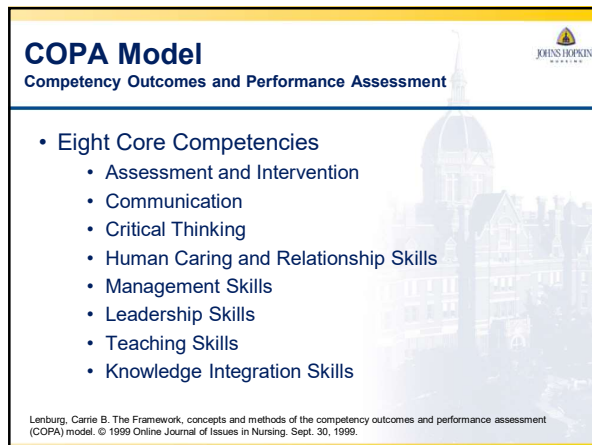 COPA Model
Competency Outcomes and Performance Assessment
JOHNS HOPKINS
NURSING
• Eight Core Competencies
• Assessment and Intervention
• Communication
• Critical Thinking
• Human Caring and Relationship Skills
• Management Skills
• Leadership Skills
• Teaching Skills
• Knowledge Integration Skills
Lenburg, Carrie B. The Framework, concepts and methods of the competency outcomes and performance assessment
(COPA) model. © 1999 Online Journal of Issues in Nursing. Sept. 30, 1999.